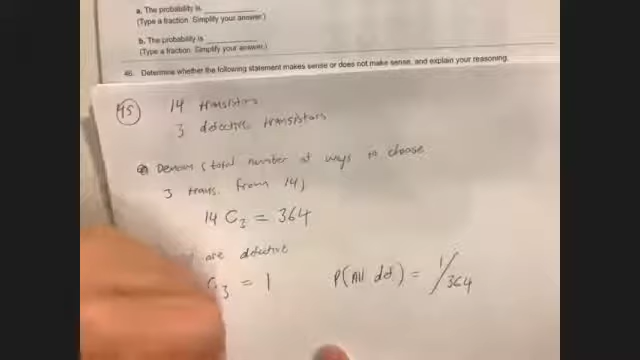 a. The probability is
(Type a fraction. Simplify your answer.)
b. The probability is
(Type a fraction. Simplify your answer.)
46. Determine whether the following statement makes sense or does not make sense, and explain your reasoning.
45
14 transistors
3 defective transistors
a Denom (total number of ways to choose
3 trans. from 14)
14 C3 = 364
are defective
C3 = 1 P(All def.) = 1/364